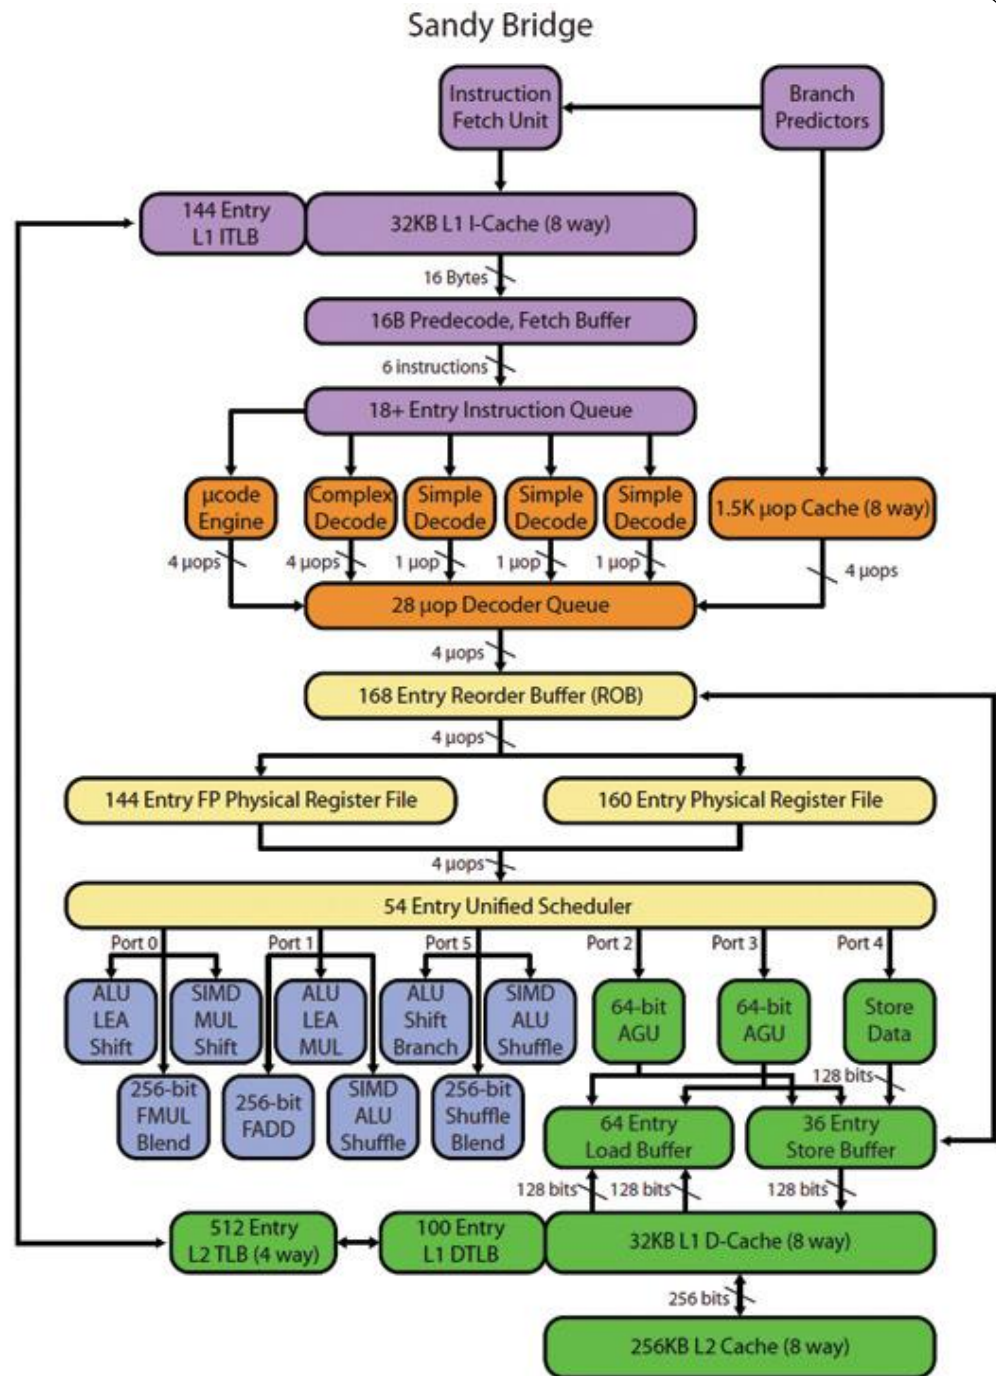 Sandy Bridge
Instruction
Fetch Unit
Branch
Predictors
144 Entry
L1 ITLB
32KB L1 I-Cache (8 way)
16 Bytes
16B Predecode, Fetch Buffer
6 instructions
18+ Entry Instruction Queue
µcode
Engine
Complex
Decode
Simple
Decode
Simple
Decode
Simple
Decode
1.5K µop Cache (8 way)
4 µops
4 µops
1 µop
1 µop
1 µop
4 µops
28 µop Decoder Queue
4 µops
168 Entry Reorder Buffer (ROB)
4 µops
144 Entry FP Physical Register File
160 Entry Physical Register File
4 µops
54 Entry Unified Scheduler
Port 0
Port 1
Port 5
Port 2
Port 3
Port 4
ALU
LEA
Shift
SIMD
MUL
Shift
ALU
LEA
MUL
ALU
Shift
Branch
SIMD
ALU
Shuffle
64-bit
AGU
64-bit
AGU
Store
Data
128 bits
256-bit
FMUL
Blend
256-bit
FADD
SIMD
ALU
Shuffle
256-bit
Shuffle
Blend
64 Entry
Load Buffer
36 Entry
Store Buffer
128 bits
128 bits
128 bits
512 Entry
L2 TLB (4 way)
100 Entry
L1 DTLB
32KB L1 D-Cache (8 way)
256 bits
256KB L2 Cache (8 way)